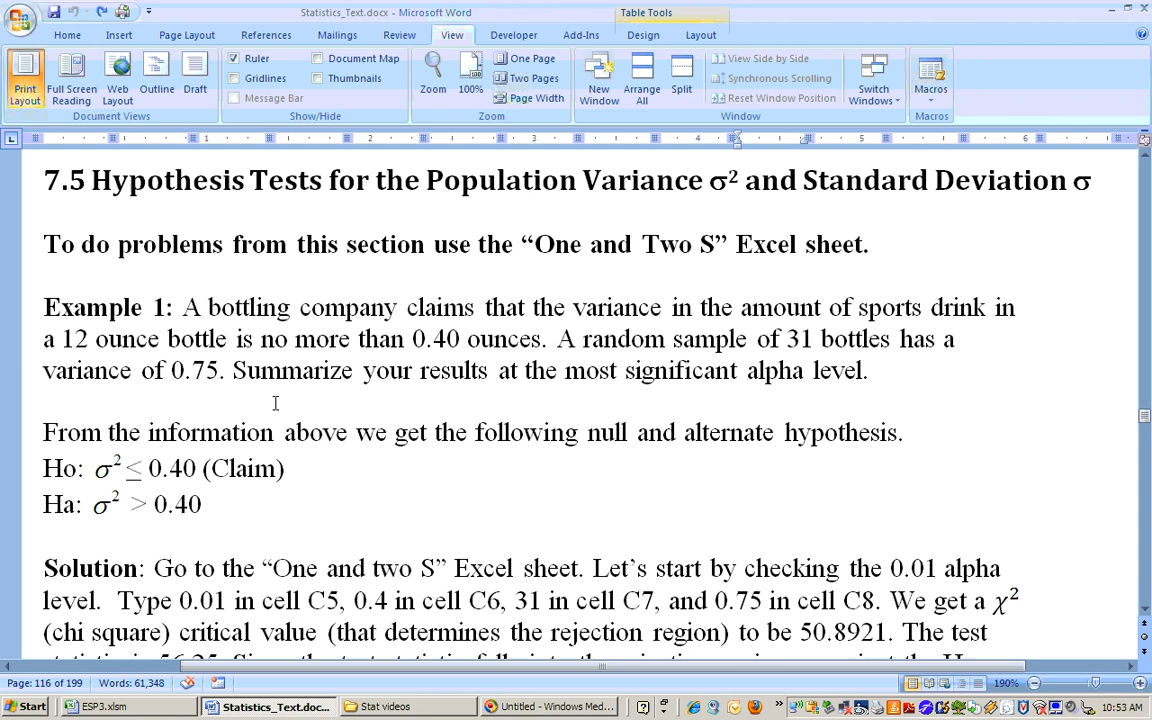 Statistics_Text.docx - Microsoft Word
Table Tools
Home Insert Page Layout References Mailings Review View Developer Add-Ins Design Layout
Print Layout
Full Screen Reading
Web Layout
Outline
Draft
Document Views
Ruler
Gridlines
Message Bar
Document Map
Thumbnails
Show/Hide
Zoom
100%
One Page
Two Pages
Page Width
Zoom
New Window
Arrange All
Split
View Side by Side
Synchronous Scrolling
Reset Window Position
Window
Switch Windows
Macros
Macros
1 2 3 4 5 6
7.5 Hypothesis Tests for the Population Variance σ² and Standard Deviation σ
To do problems from this section use the “One and Two S” Excel sheet.
Example 1: A bottling company claims that the variance in the amount of sports drink in
a 12 ounce bottle is no more than 0.40 ounces. A random sample of 31 bottles has a
variance of 0.75. Summarize your results at the most significant alpha level.
From the information above we get the following null and alternate hypothesis.
Ho: σ² ≤ 0.40 (Claim)
Ha: σ² > 0.40
Solution: Go to the “One and two S” Excel sheet. Let’s start by checking the 0.01 alpha
level. Type 0.01 in cell C5, 0.4 in cell C6, 31 in cell C7, and 0.75 in cell C8. We get a χ²
(chi square) critical value (that determines the rejection region) to be 50.8921. The test
Page: 116 of 199 Words: 61,348 190%
Start ESP3.xlsm Statistics_Text.doc... Stat videos Untitled - Windows Med... 10:53 AM